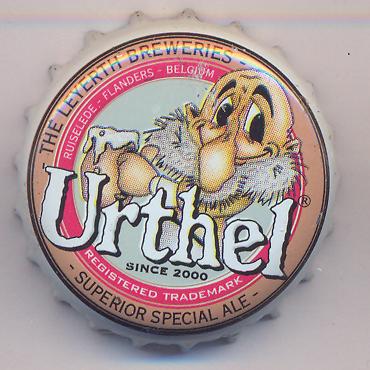 THE LEYERTH BREWERIES -
RUISELEDE - FLANDERS - BELGIUM
Urthel®
SINCE 2000
REGISTERED TRADEMARK
- SUPERIOR SPECIAL ALE -